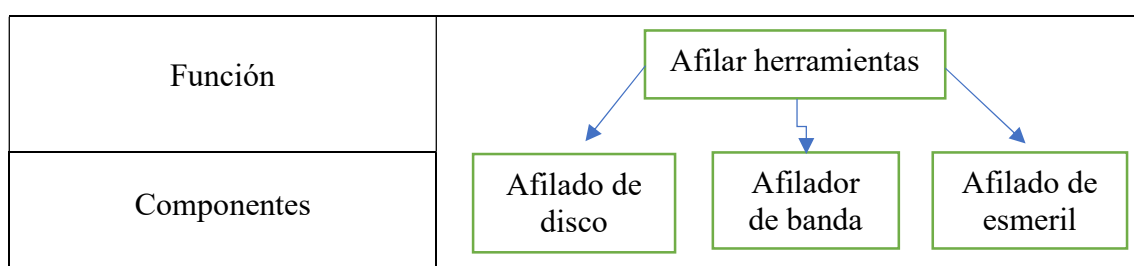 Función
Afilar herramientas
Componentes
Afilado de
disco
Afilador
de banda
Afilado de
esmeril